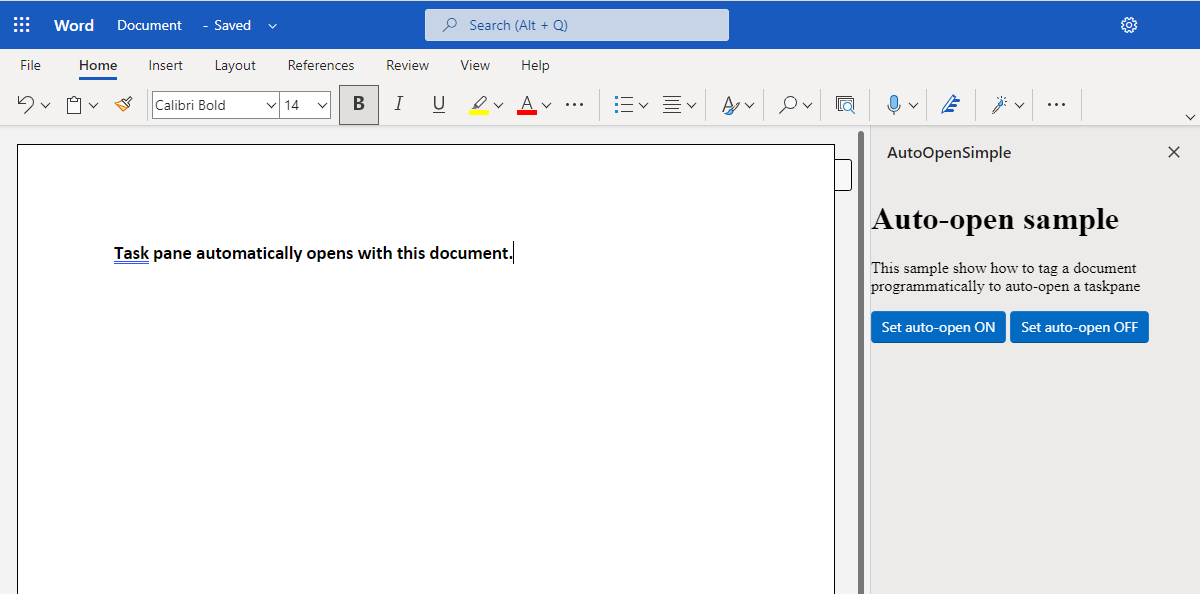 Word Document - Saved Search (Alt + Q)
File Home Insert Layout References Review View Help
Calibri Bold 14 B I U A
AutoOpenSimple
Auto-open sample
Task pane automatically opens with this document.
This sample show how to tag a document
programmatically to auto-open a taskpane
Set auto-open ON Set auto-open OFF